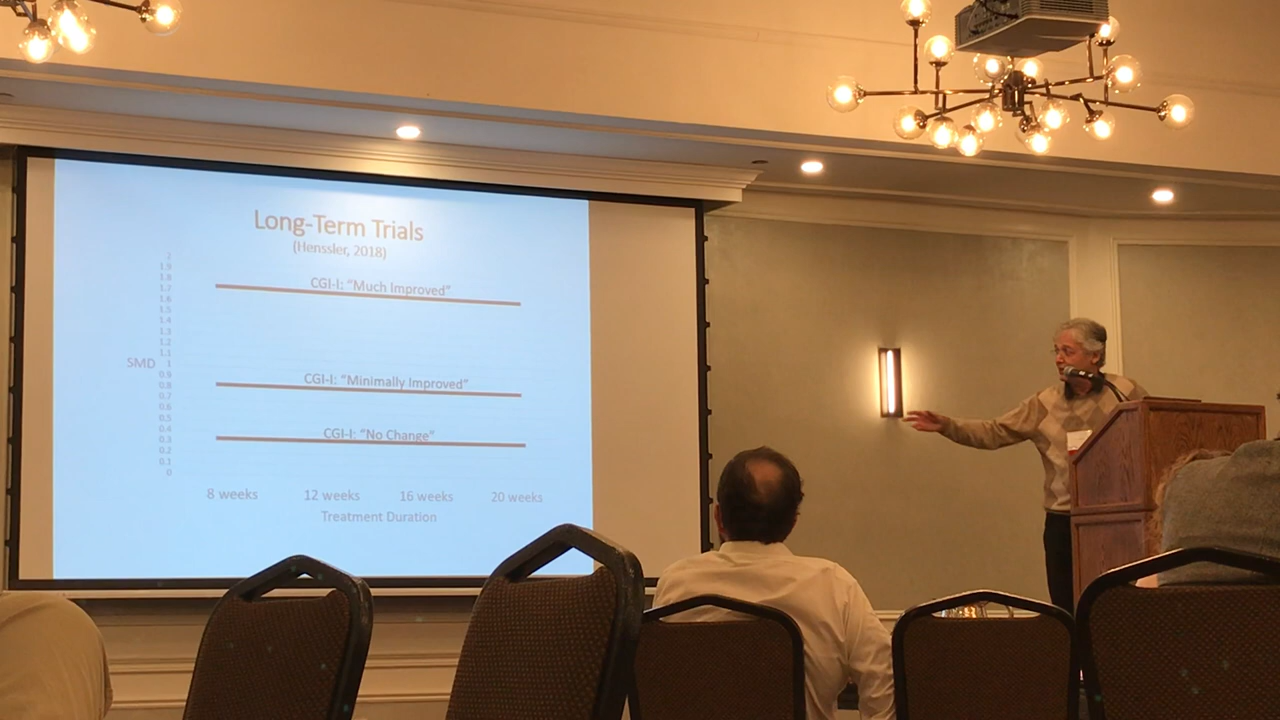 Long-Term Trials
(Henssler, 2018)
2
1.9
1.8
1.7
1.6
1.5
1.4
1.3
1.2
1.1
1
0.9
0.8
0.7
0.6
0.5
0.4
0.3
0.2
0.1
0
SMD
CGI-I: “Much Improved”
CGI-I: “Minimally Improved”
CGI-I: “No Change”
8 weeks 12 weeks 16 weeks 20 weeks
Treatment Duration